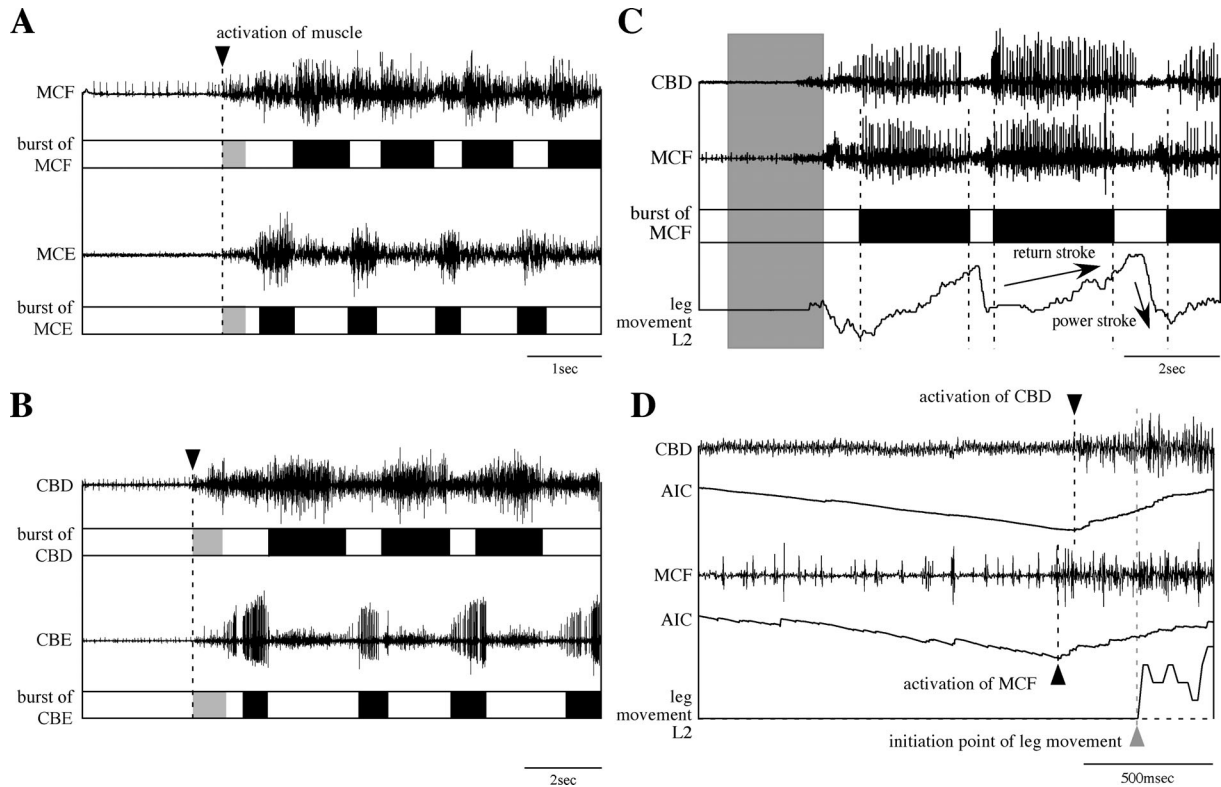 A
activation of muscle
MCF
burst of
MCF
MCE
burst of
MCE
1sec
B
CBD
burst of
CBD
CBE
burst of
CBE
2sec
C
CBD
MCF
burst of
MCF
return stroke
leg
movement
L2
power stroke
2sec
D
activation of CBD
CBD
AIC
MCF
AIC
activation of MCF
leg
movement
L2
initiation point of leg movement
500msec